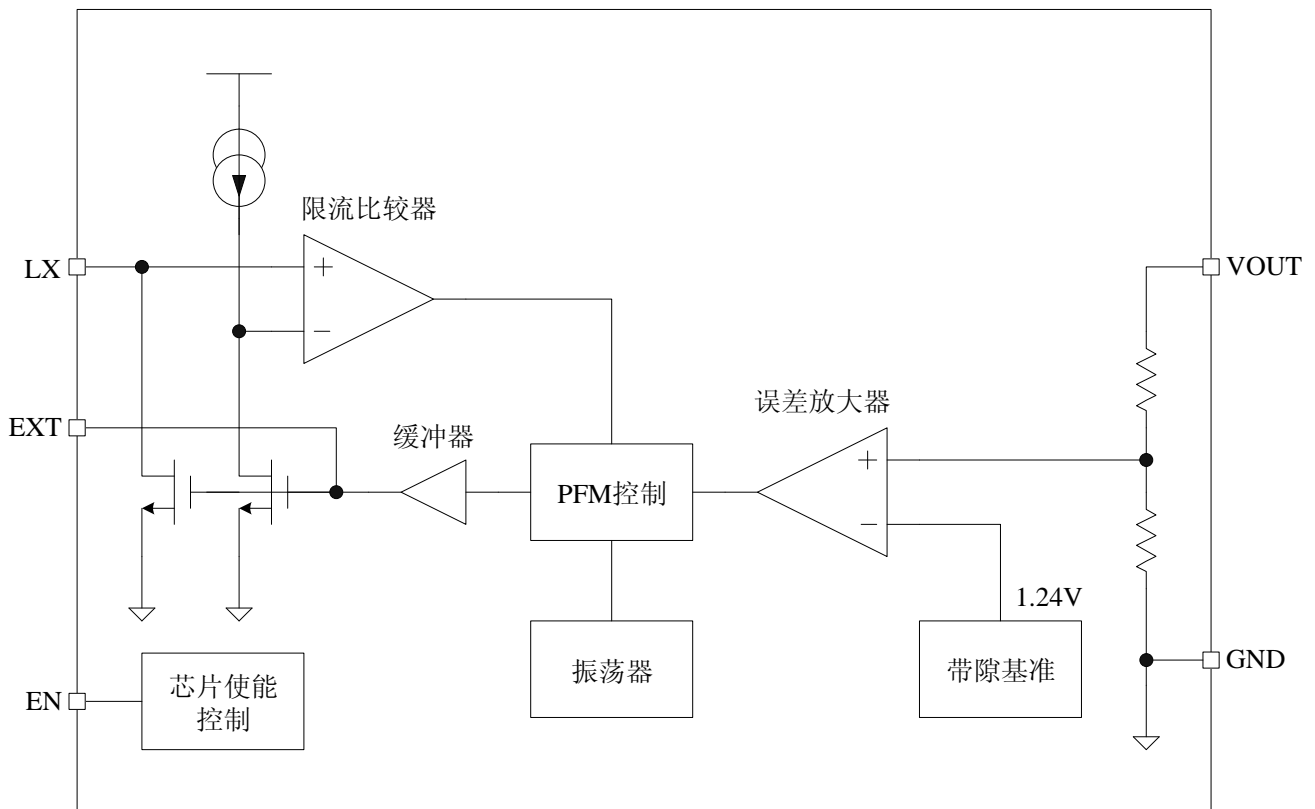 限流比较器
+
−
LX
VOUT
EXT
缓冲器
误差放大器
+
−
PFM控制
1.24V
振荡器
带隙基准
GND
EN
芯片使能
控制